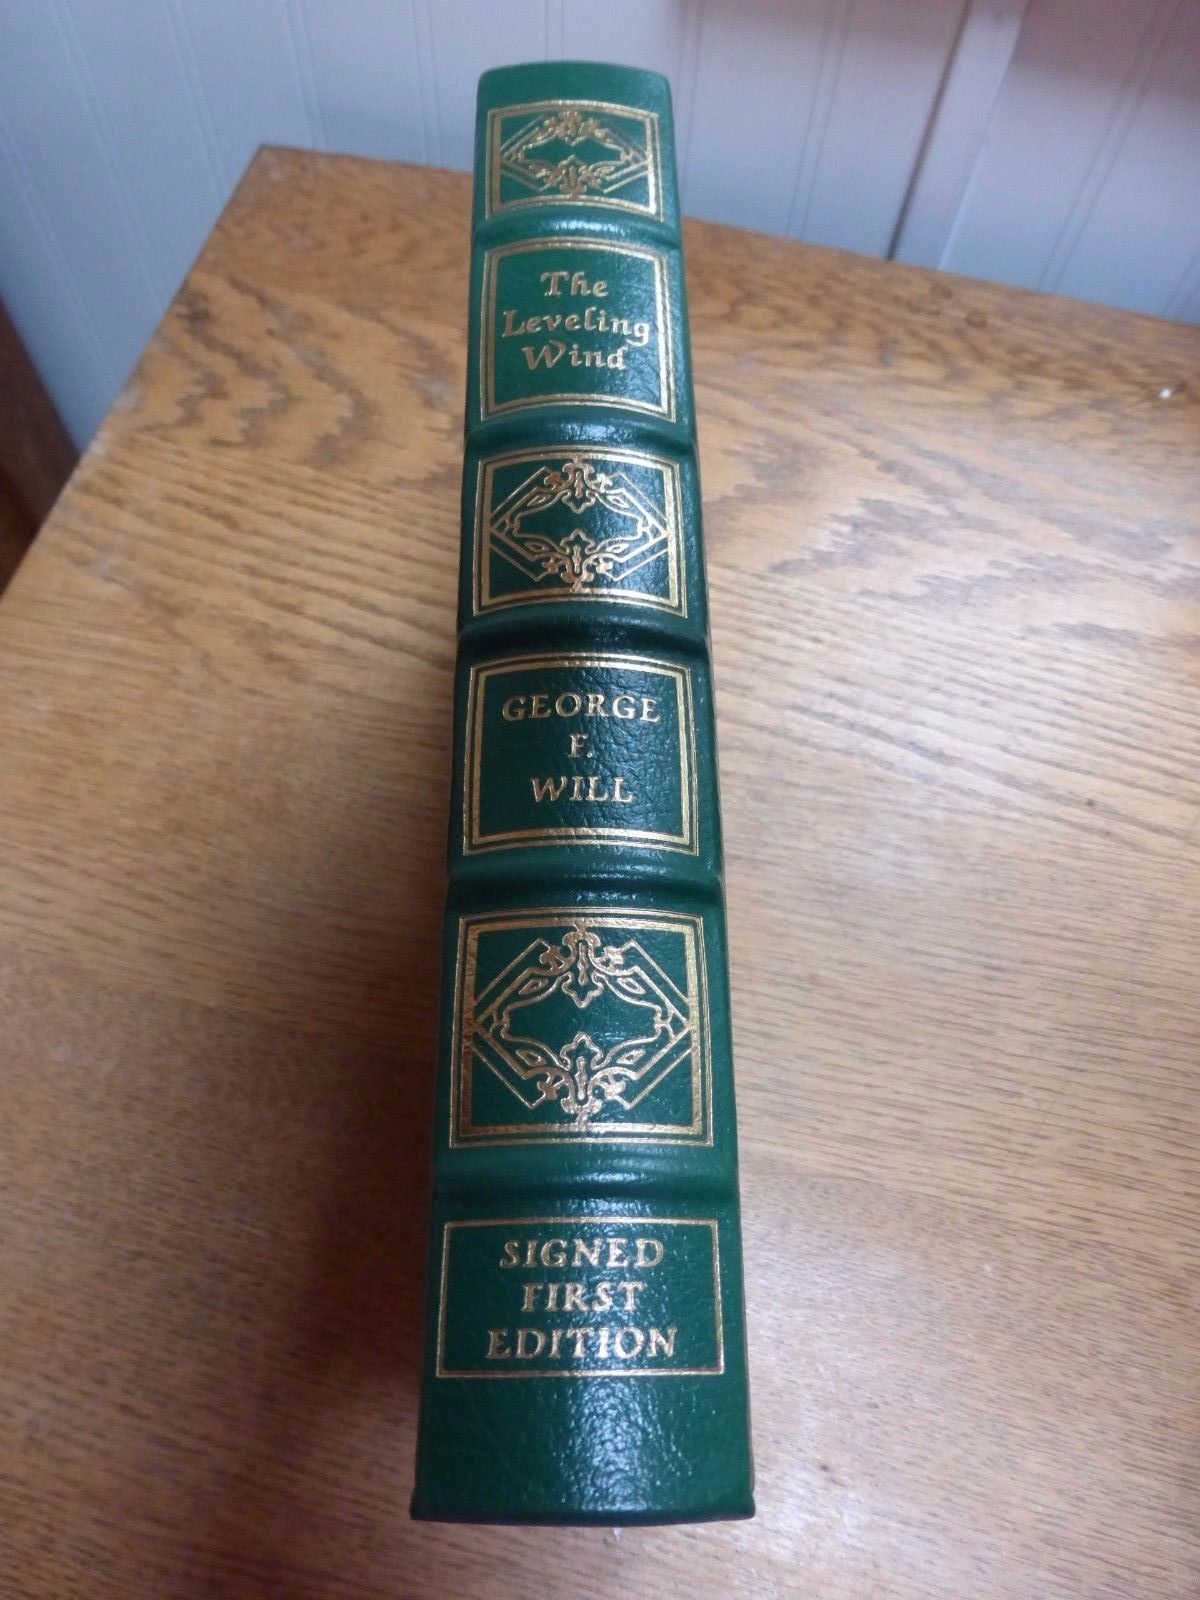 The
Leveling
Wind
GEORGE
F.
WILL
SIGNED
FIRST
EDITION